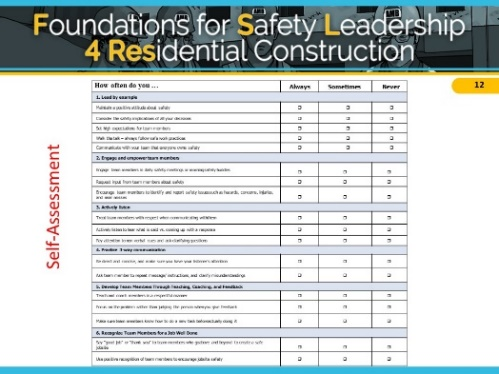 Foundations for Safety Leadership
4 Residential Construction
12
Self-Assessment
How often do you ... Always Sometimes Never
1. Lead by example
Maintain a positive attitude about safety
Consider the safety implications of all your decisions
Set high expectations for team members
Walk the talk – always follow safe work practices
Communicate with your team that everyone owns safety
2. Engage and empower team members
Engage team members in daily safety meetings or morning safety huddles
Request input from team members about safety
Encourage team members to identify and report safety issues such as hazards, concerns, injuries,
and near misses
3. Actively listen
Treat team members with respect when communicating with them
Actively listen to hear what is said vs. coming up with a response
Pay attention to non-verbal cues and ask clarifying questions
4. Practice 3-way communication
Be direct and concise, and make sure you have your listener's attention
Ask team member to repeat message/instructions, and clarify misunderstandings
5. Develop Team Members Through Teaching, Coaching, and Feedback
Teach and coach team members in a respectful manner
Focus on the problem rather than judging the person when you give feedback
Make sure team members know how to do a new task before actually doing it
6. Recognize Team Members for a Job Well Done
Say "good job" or "thank you" to team members who go above and beyond to create a safe
jobsite
Use positive recognition of team members to encourage jobsite safety